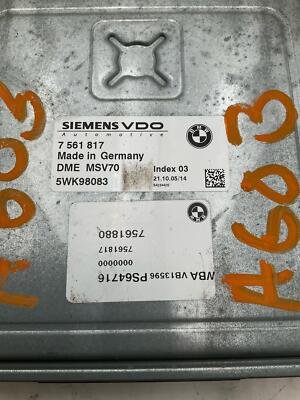 SIEMENS VDO
Automotive
7 561 817
Made in Germany
DME MSV70
Index 03
5WK98083
21.10.05/14
BMW
WBA VB13596 PS64716
0000000
7561817
7561880
A603
A603